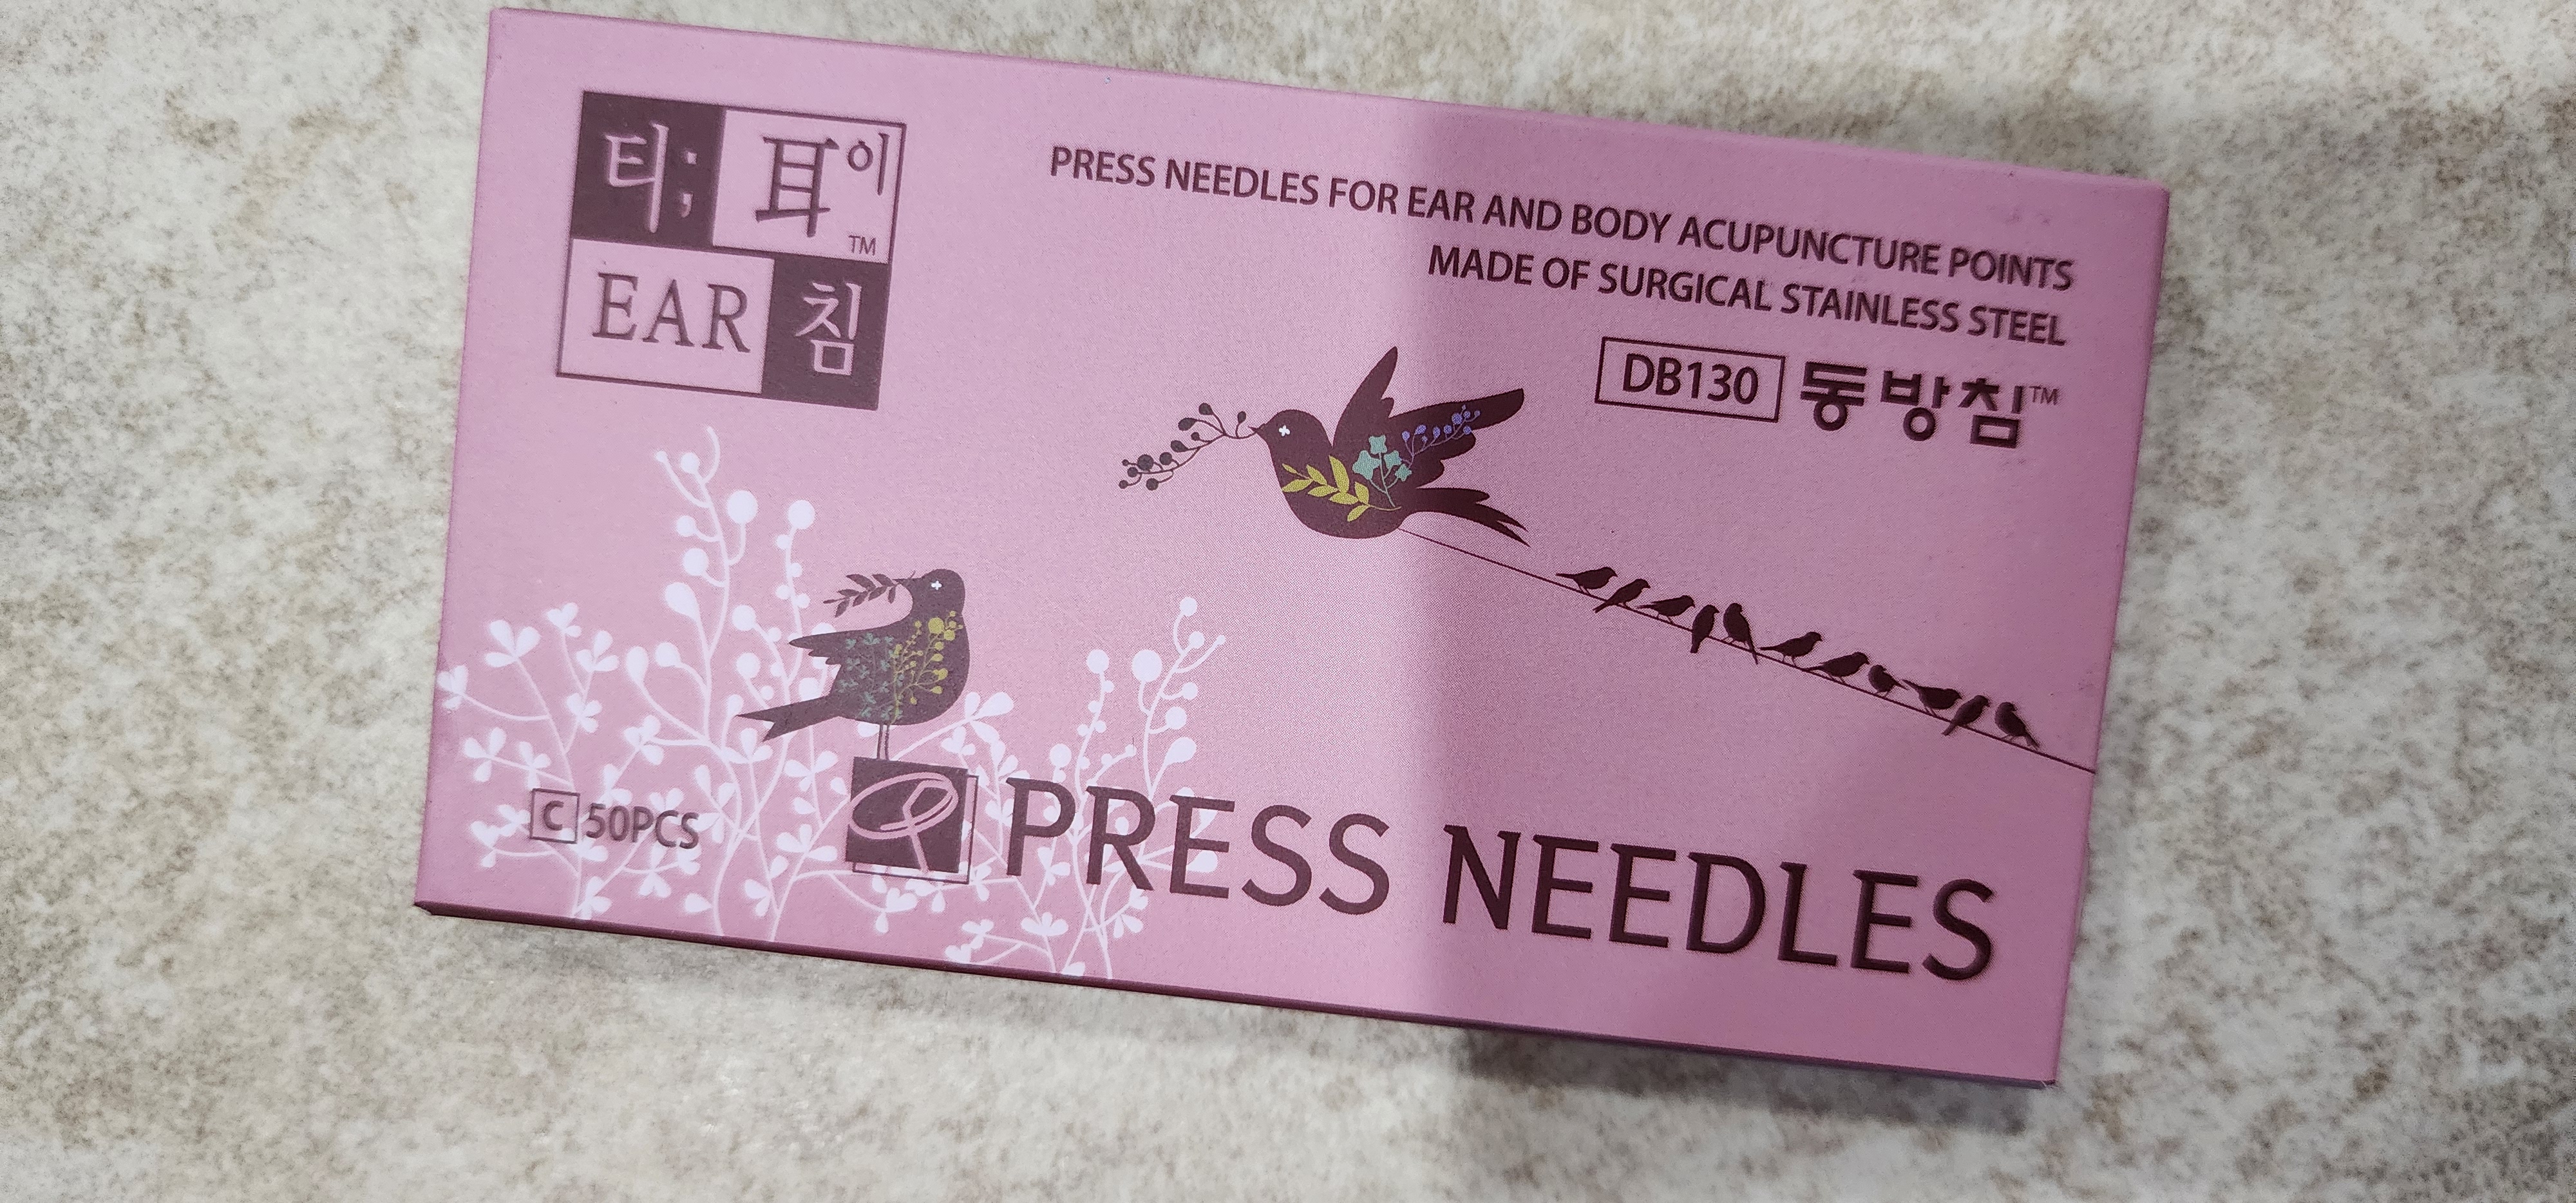 티; 耳이
TM
EAR 침
PRESS NEEDLES FOR EAR AND BODY ACUPUNCTURE POINTS
MADE OF SURGICAL STAINLESS STEEL
DB130 동방침™
C 50PCS
PRESS NEEDLES